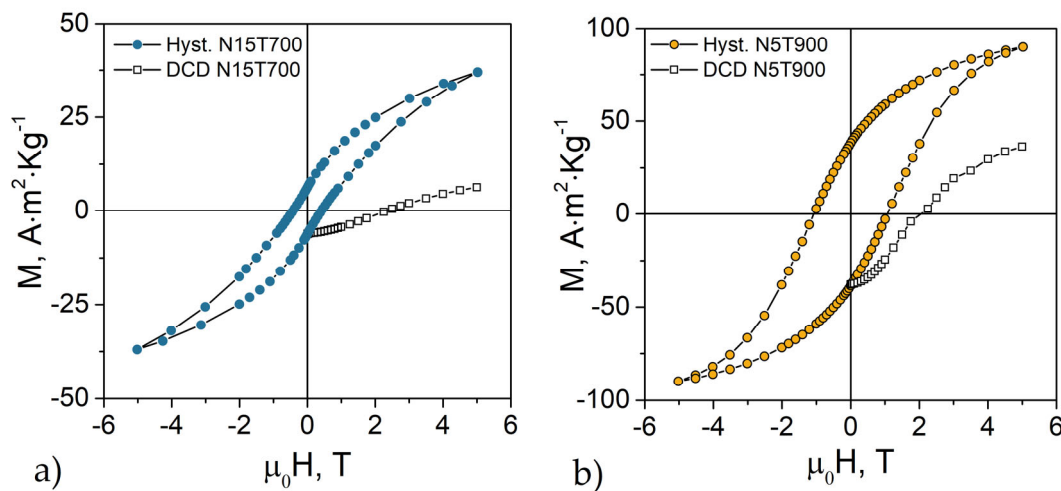 Hyst. N15T700
DCD N15T700
M, A·m²·Kg⁻¹
50
25
0
-25
-50
-6
-4
-2
0
2
4
6
μ₀H, T
a)
Hyst. N5T900
DCD N5T900
M, A·m²·Kg⁻¹
100
50
0
-50
-100
-6
-4
-2
0
2
4
6
μ₀H, T
b)